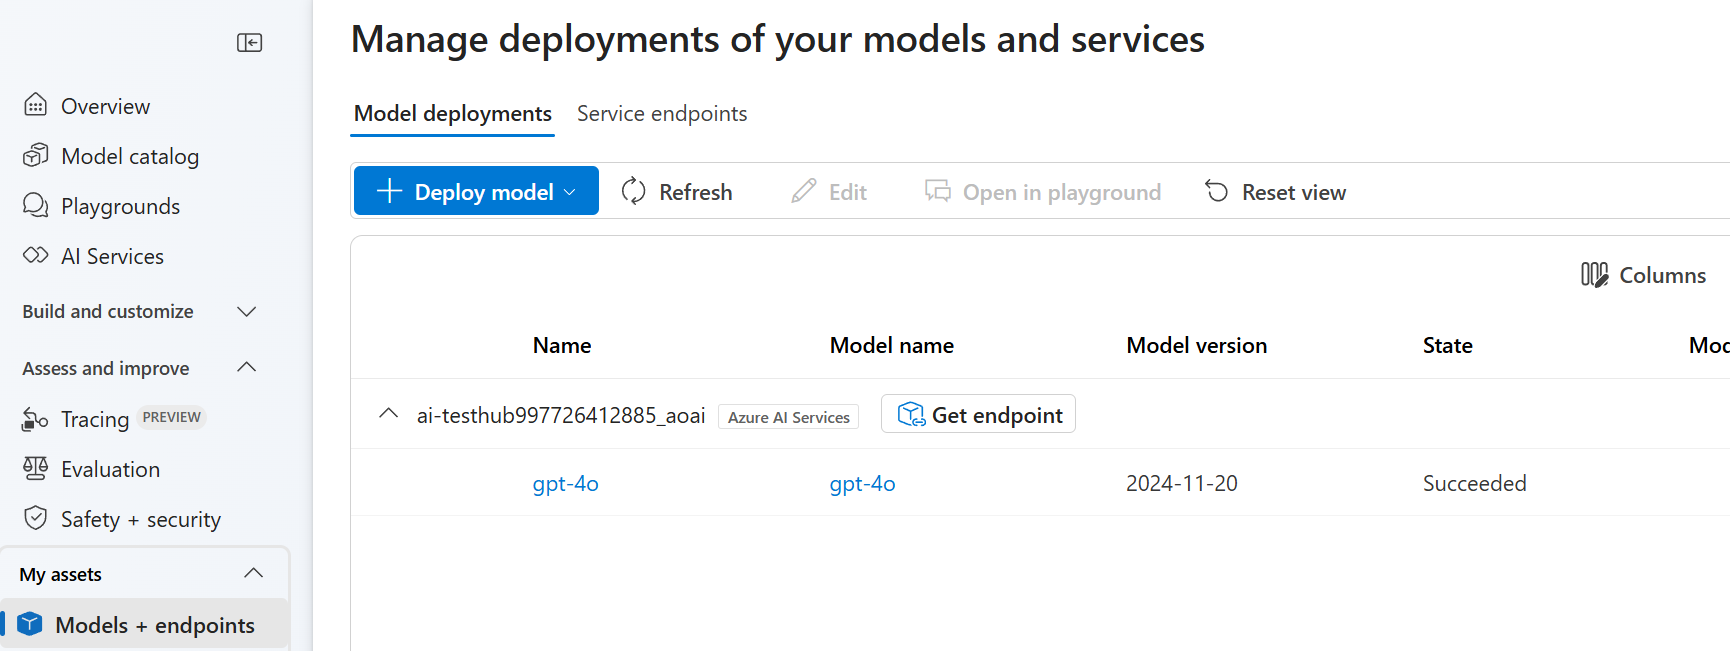 Manage deployments of your models and services
Overview
Model catalog
Playgrounds
AI Services
Build and customize
Assess and improve
Tracing PREVIEW
Evaluation
Safety + security
My assets
Models + endpoints
Model deployments Service endpoints
Deploy model Refresh Edit Open in playground Reset view
Columns
Name Model name Model version State Mod
ai-testhub997726412885_aoai Azure AI Services Get endpoint
gpt-4o gpt-4o 2024-11-20 Succeeded